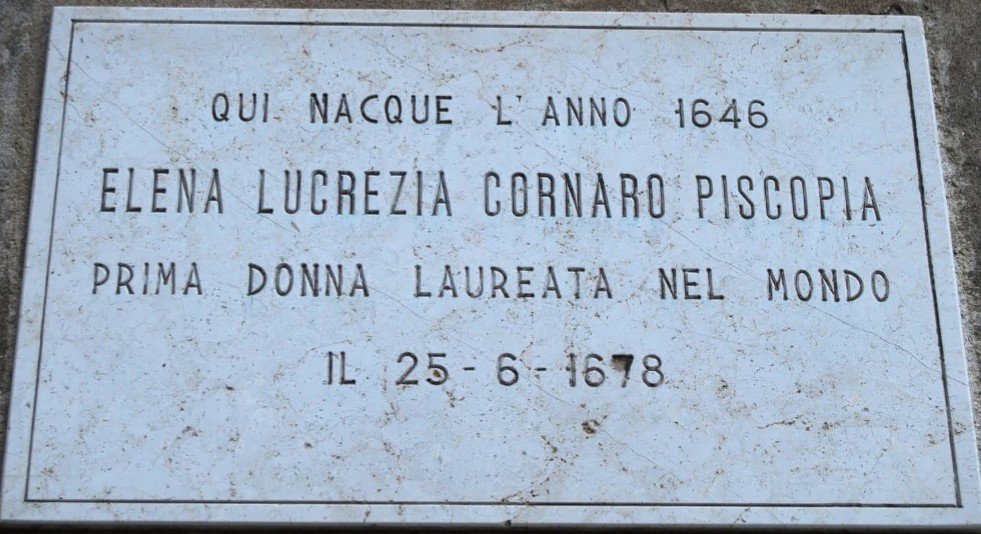 QUI NACQUE L'ANNO 1646
ELENA LUCREZIA CORNARO PISCOPIA
PRIMA DONNA LAUREATA NEL MONDO
IL 25-6-1678